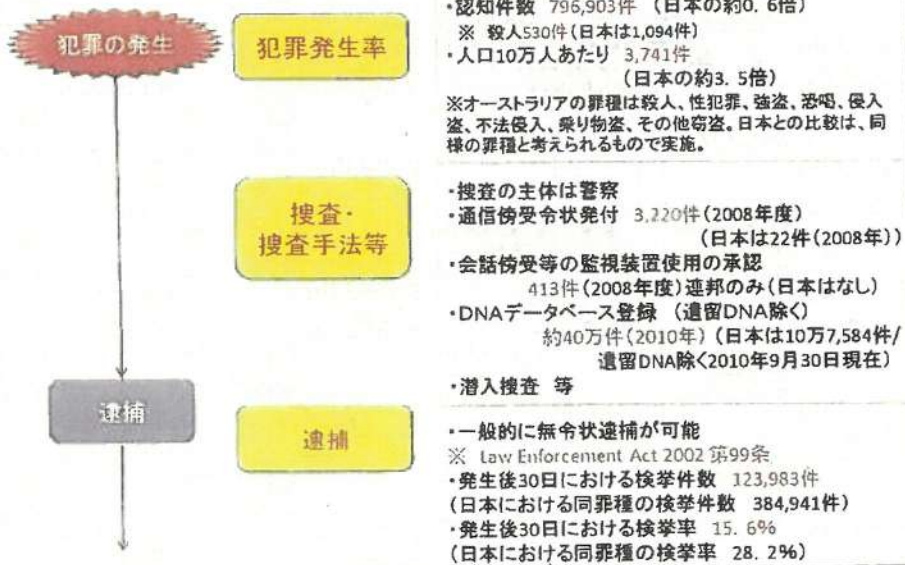 犯罪の発生
犯罪発生率
・認知件数 796,903件 (日本の約0.6倍)
※ 殺人530件(日本は1,094件)
・人口10万人あたり 3,741件
(日本の約3.5倍)
※オーストラリアの罪種は殺人、性犯罪、強盗、恐喝、侵入
盗、不法侵入、乗り物盗、その他窃盗。日本との比較は、同
様の罪種と考えられるもので実施。
捜査・
捜査手法等
・捜査の主体は警察
・通信傍受令状発付 3,220件(2008年度)
(日本は22件(2008年))
・会話傍受等の監視装置使用の承認
413件(2008年度)連邦のみ(日本はなし)
・DNAデータベース登録 (遺留DNA除く)
約40万件(2010年) (日本は10万7,584件/
遺留DNA除く2010年9月30日現在)
・潜入捜査 等
逮捕
逮捕
・一般的に無令状逮捕が可能
※ Law Enforcement Act 2002 第99条
・発生後30日における検挙件数 123,983件
(日本における同罪種の検挙件数 384,941件)
・発生後30日における検挙率 15.6%
(日本における同罪種の検挙率 28.2%)